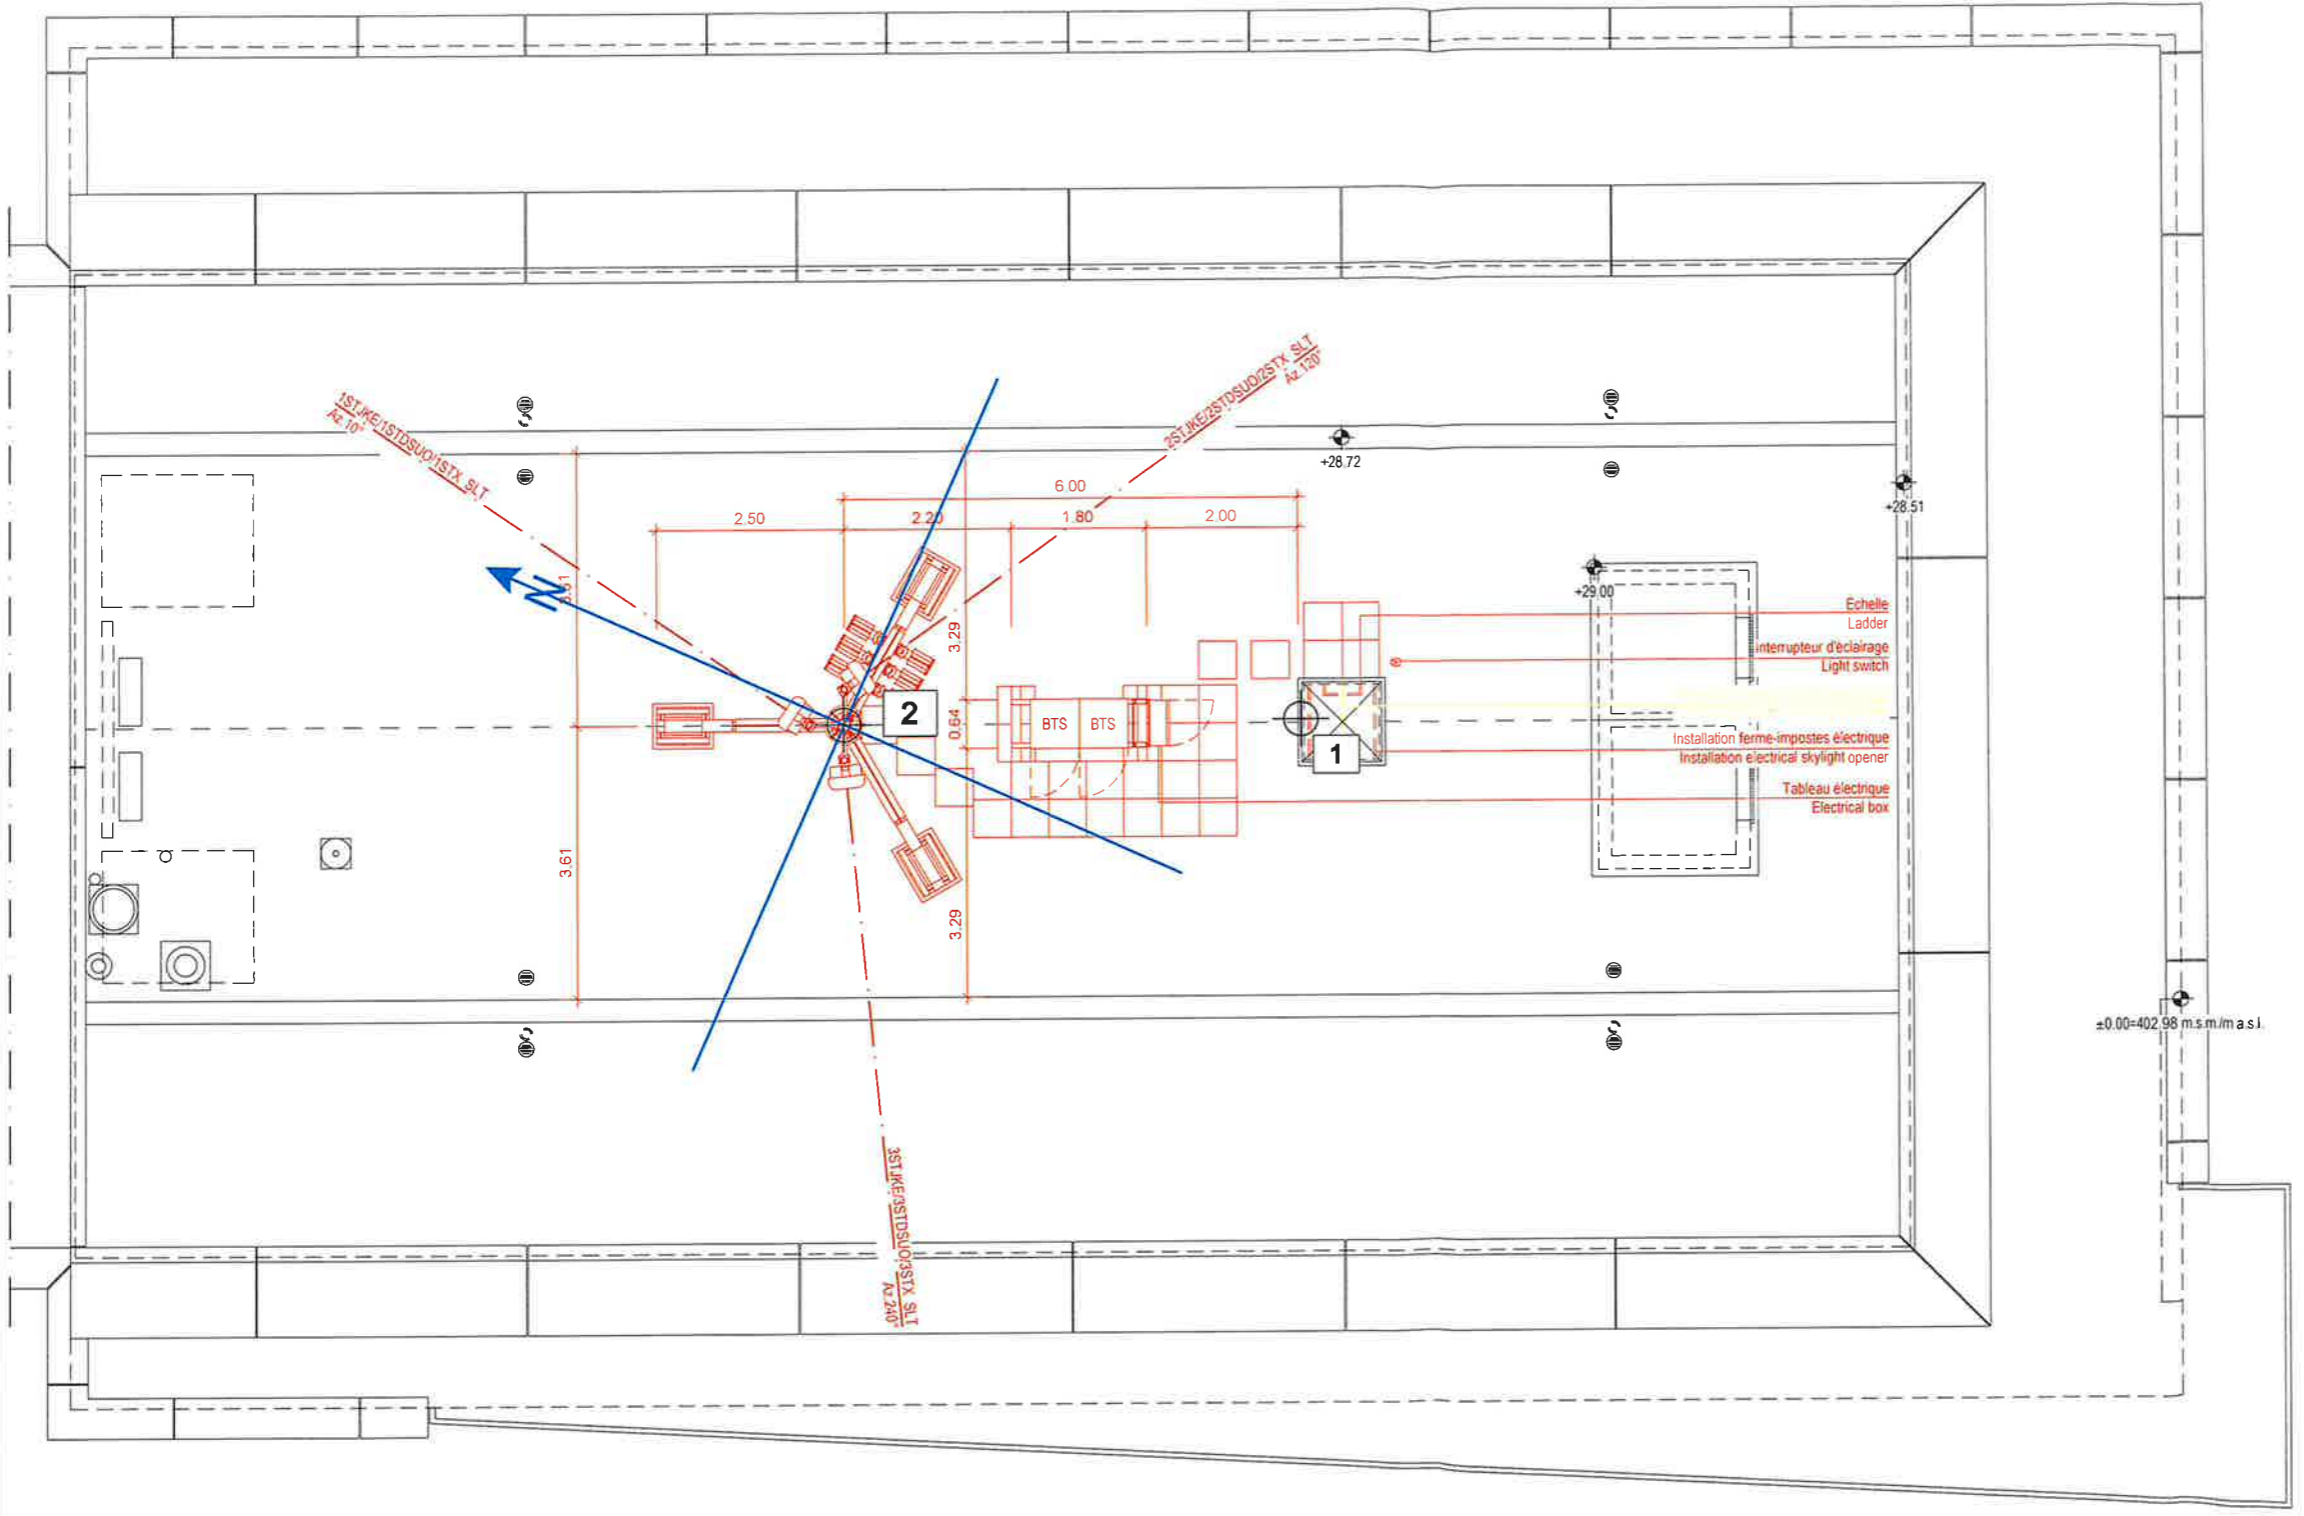 1STJKE/1STDSUO/1STX SLT
Az.10°
2STJKE/2STDSUO/2STX SLT
Az.120°
+28.72
6.00
+28.51
2.50
2.20
1.80
2.00
N
3.61
+29.00
Echelle
Ladder
3.29
Interrupteur d'éclairage
Light switch
2
0.64
BTS
BTS
1
Installation ferme-impostes électrique
Installation electrical skylight opener
Tableau électrique
Electrical box
3.61
3.29
±0.00=402.98 m.s.m./m a.s.l.
3STJKE/3STDSUO/3STX SLT
Az.240°